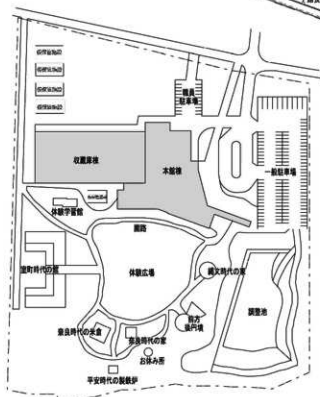 職員
駐車場
収蔵庫棟
本館棟
一般駐車場
体験学習館
園路
室町時代の館
体験広場
縄文時代の家
調整池
前方
後円墳
奈良時代の米倉
奈良時代の家
お休み所
平安時代の製鉄炉